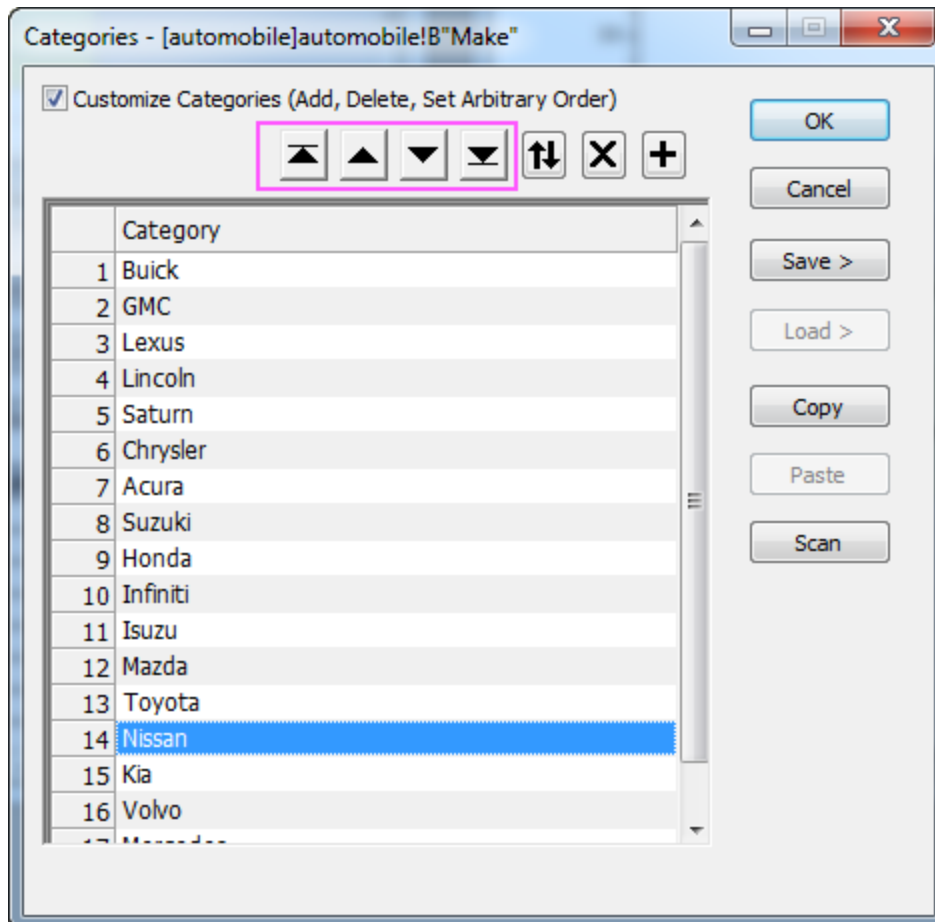 Categories - [automobile]automobile!B"Make"
Customize Categories (Add, Delete, Set Arbitrary Order)
OK
Cancel
Save >
Load >
Copy
Paste
Scan
Category
1 Buick
2 GMC
3 Lexus
4 Lincoln
5 Saturn
6 Chrysler
7 Acura
8 Suzuki
9 Honda
10 Infiniti
11 Isuzu
12 Mazda
13 Toyota
14 Nissan
15 Kia
16 Volvo